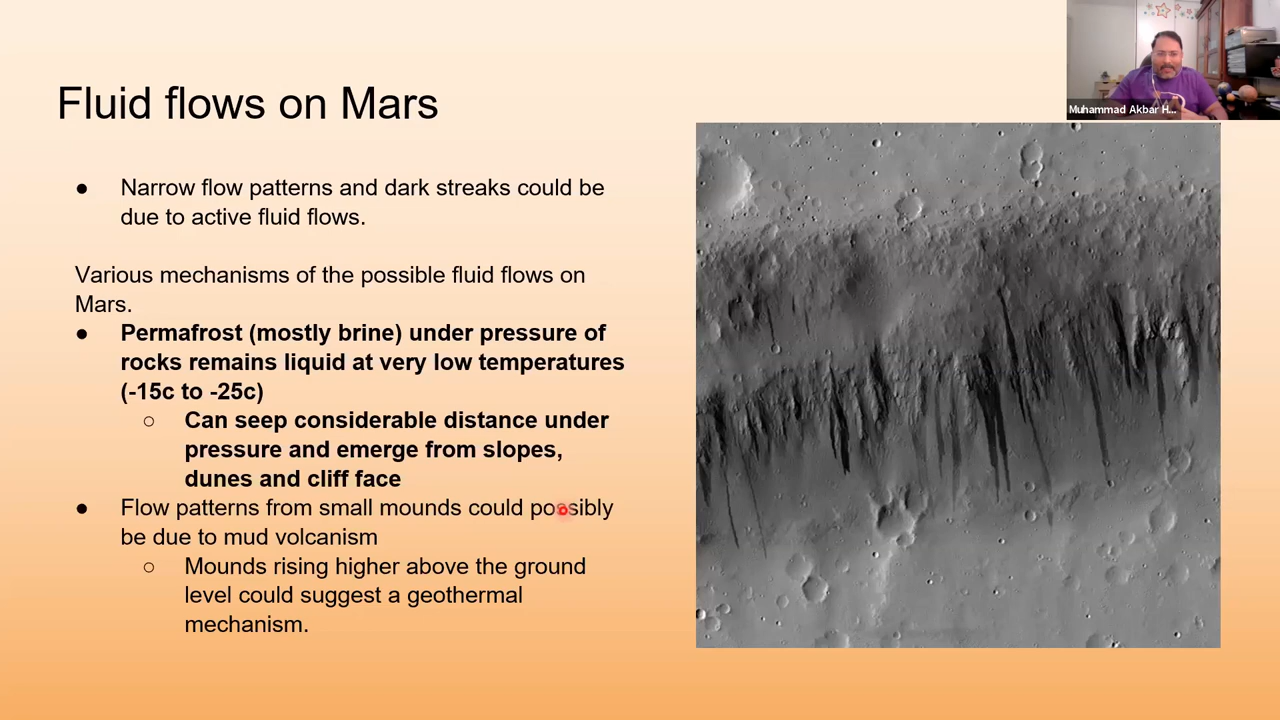 Muhammad Akbar H...
Fluid flows on Mars
● Narrow flow patterns and dark streaks could be
due to active fluid flows.
Various mechanisms of the possible fluid flows on
Mars.
● Permafrost (mostly brine) under pressure of
rocks remains liquid at very low temperatures
(-15c to -25c)
○ Can seep considerable distance under
pressure and emerge from slopes,
dunes and cliff face
● Flow patterns from small mounds could possibly
be due to mud volcanism
○ Mounds rising higher above the ground
level could suggest a geothermal
mechanism.